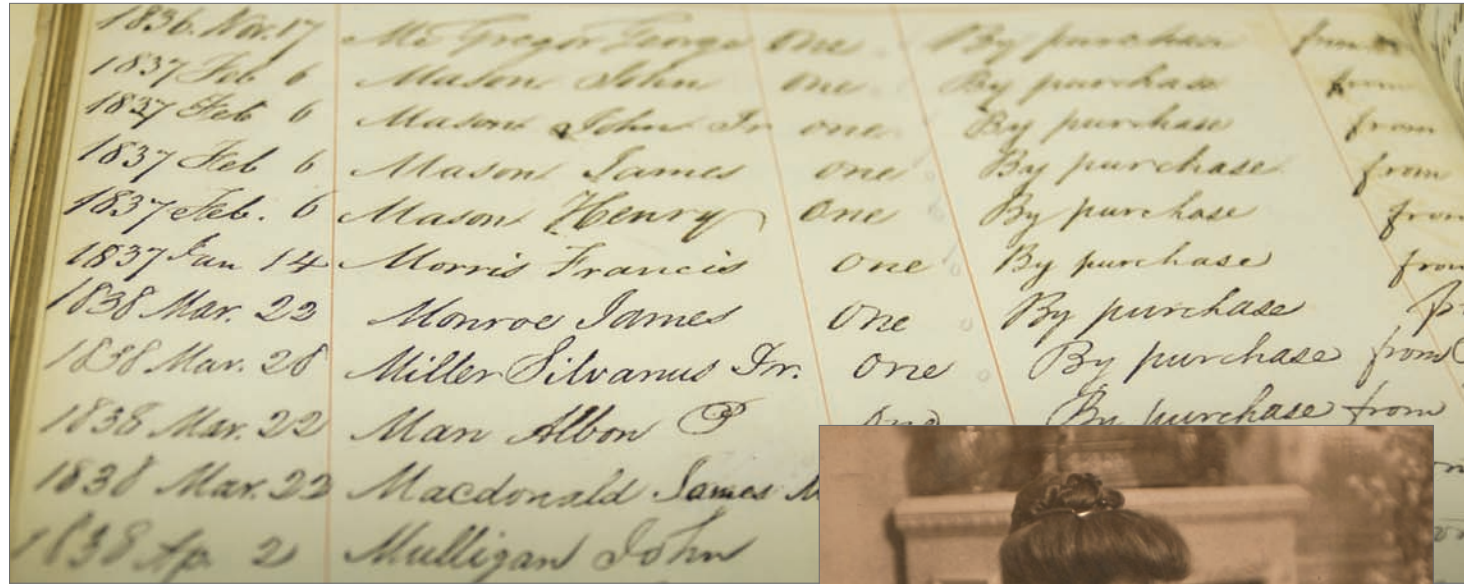 1836. Nov. 17 Mc Gregor George One By purchase from
1837 Feb 6 Mason John One By purchase from
1837 Feb 6 Mason John Jr One By purchase from
1837 Feb 6 Mason James One By purchase from
1837 Feb. 6 Mason Henry One By purchase from
1837 Jun 14 Morris Francis One By purchase from
1838 Mar. 22 Monroe James One By purchase
1838 Mar. 28 Miller Silvanus Jr. One By purchase from
1838 Mar. 22 Man Albon P One By purchase from
1838 Mar. 22 Macdonald James
1838 Ap. 2 Mulligan John